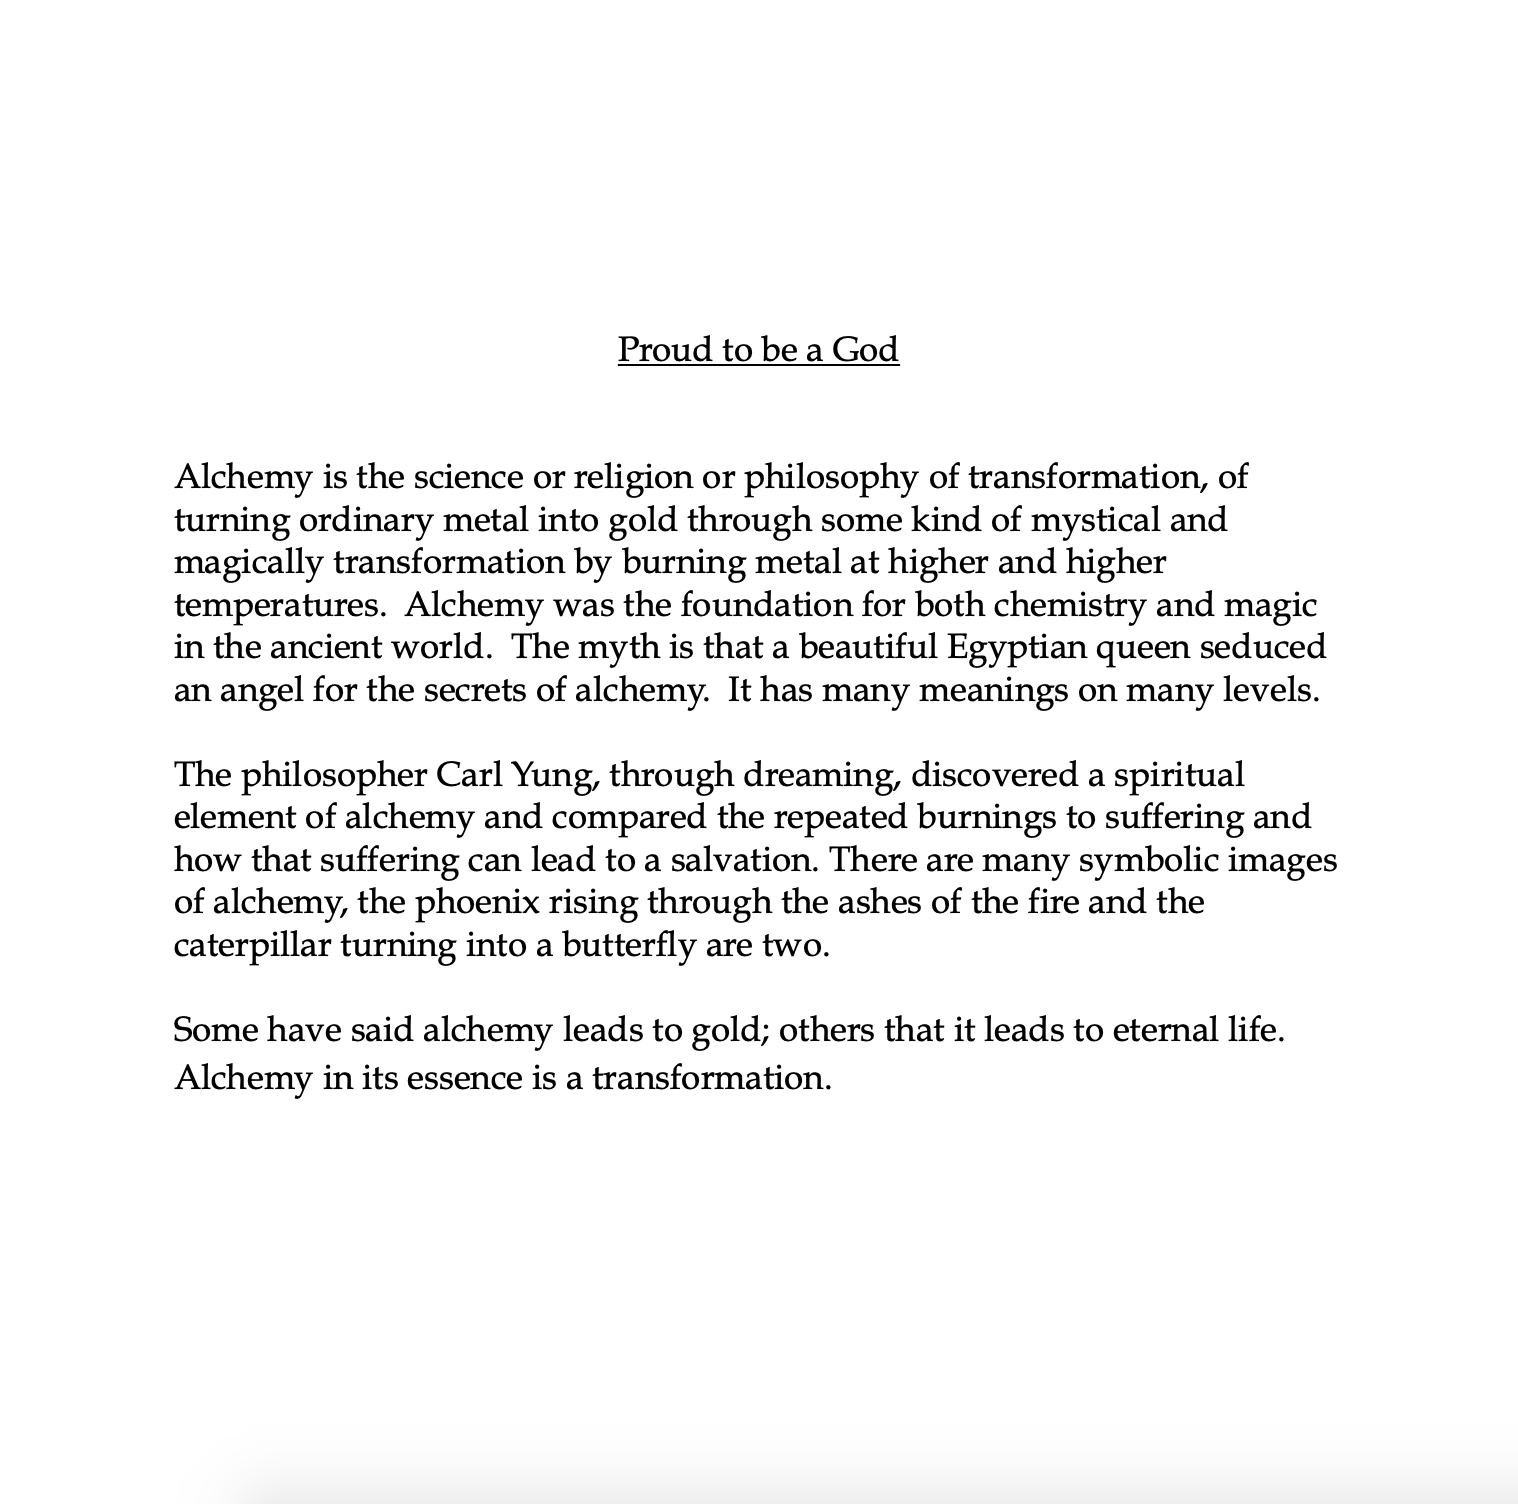 Proud to be a God
Alchemy is the science or religion or philosophy of transformation, of
turning ordinary metal into gold through some kind of mystical and
magically transformation by burning metal at higher and higher
temperatures.  Alchemy was the foundation for both chemistry and magic
in the ancient world.  The myth is that a beautiful Egyptian queen seduced
an angel for the secrets of alchemy.  It has many meanings on many levels.
The philosopher Carl Yung, through dreaming, discovered a spiritual
element of alchemy and compared the repeated burnings to suffering and
how that suffering can lead to a salvation. There are many symbolic images
of alchemy, the phoenix rising through the ashes of the fire and the
caterpillar turning into a butterfly are two.
Some have said alchemy leads to gold; others that it leads to eternal life.
Alchemy in its essence is a transformation.